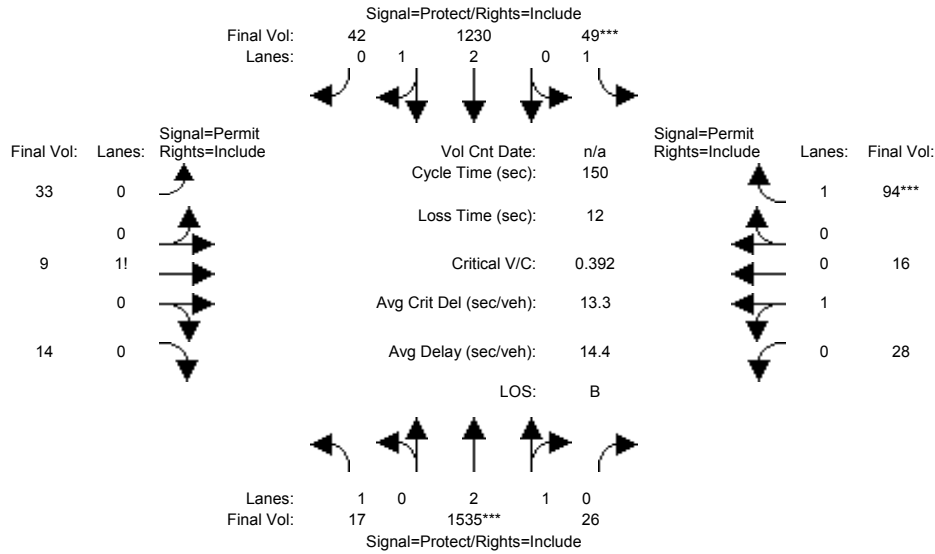 Signal=Protect/Rights=Include
Final Vol: 42 1230 49***
Lanes: 0 1 2 0 1
Signal=Permit Signal=Permit
Final Vol: Lanes: Rights=Include Vol Cnt Date: n/a Rights=Include Lanes: Final Vol:
Cycle Time (sec): 150
33 0 1 94***
Loss Time (sec): 12
0 0
9 1! Critical V/C: 0.392 0 16
0 Avg Crit Del (sec/veh): 13.3 1
14 0 Avg Delay (sec/veh): 14.4 0 28
LOS: B
Lanes: 1 0 2 1 0
Final Vol: 17 1535*** 26
Signal=Protect/Rights=Include